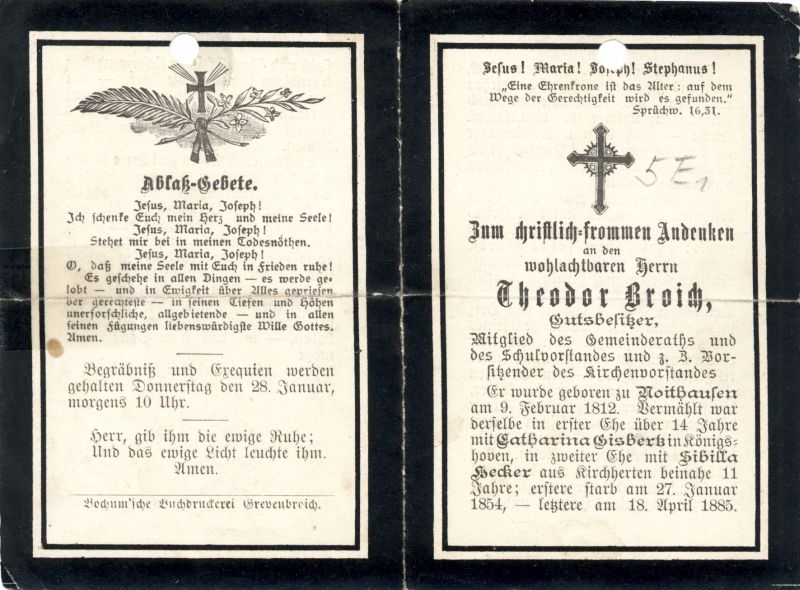 Ablaß-Gebete.
Jesus, Maria, Joseph!
Ich schenke Euch mein Herz und meine Seele!
Jesus, Maria, Joseph!
Stehet mir bei in meinen Todesnöthen.
Jesus, Maria, Joseph!
O, daß meine Seele mit Euch in Frieden ruhe!
Es geschehe in allen Dingen — es werde ge-
lobt — und in Ewigkeit über Alles gepriesen
der gerechteste — in seinen Tiefen und Höhen
unerforschliche, allgebietende — und in allen
seinen Fügungen liebenswürdigste Wille Gottes.
Amen.
Begräbniß und Exequien werden
gehalten Donnerstag den 28. Januar,
morgens 10 Uhr.
Herr, gib ihm die ewige Ruhe;
Und das ewige Licht leuchte ihm.
Amen.
Bochum'sche Buchdruckerei Grevenbroich.
Jesus! Maria! Joseph! Stephanus!
„Eine Ehrenkrone ist das Alter: auf dem
Wege der Gerechtigkeit wird es gefunden."
Sprüchw. 16,31.
5 E,
Zum christlich-frommen Andenken
an den
wohlachtbaren Herrn
Theodor Broich,
Gutsbesitzer,
Mitglied des Gemeinderaths und
des Schulvorstandes und z. Z. Vor-
sitzender des Kirchenvorstandes
Er wurde geboren zu Noithausen
am 9. Februar 1812. Vermählt war
derselbe in erster Ehe über 14 Jahre
mit Catharina Gisbertz in Königs-
hoven, in zweiter Ehe mit Sibilla
Hecker aus Kirchherten beinahe 11
Jahre; erstere starb am 27. Januar
1854, — letztere am 18. April 1885.